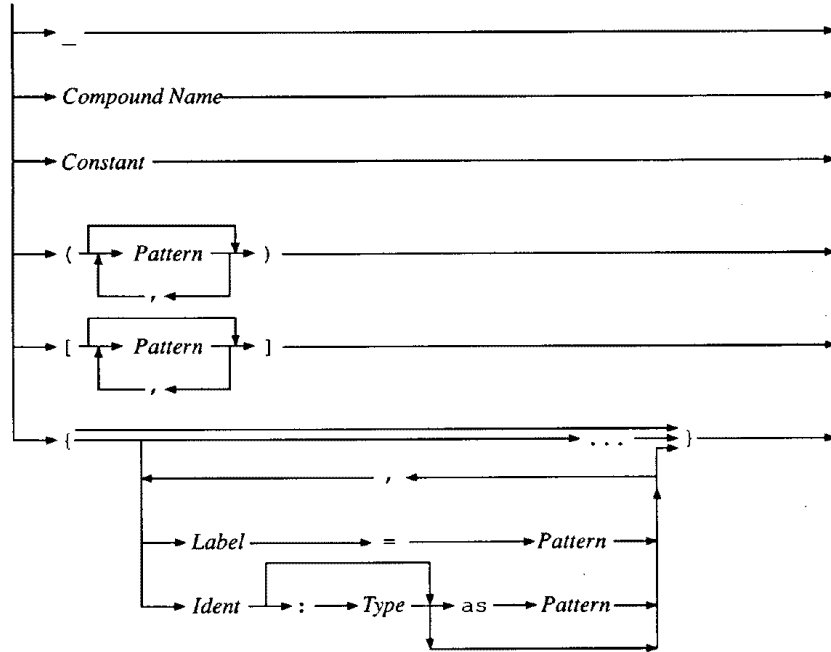 _
Compound Name
Constant
( Pattern )
,
[ Pattern ]
,
{ ... }
,
Label = Pattern
Ident : Type as Pattern